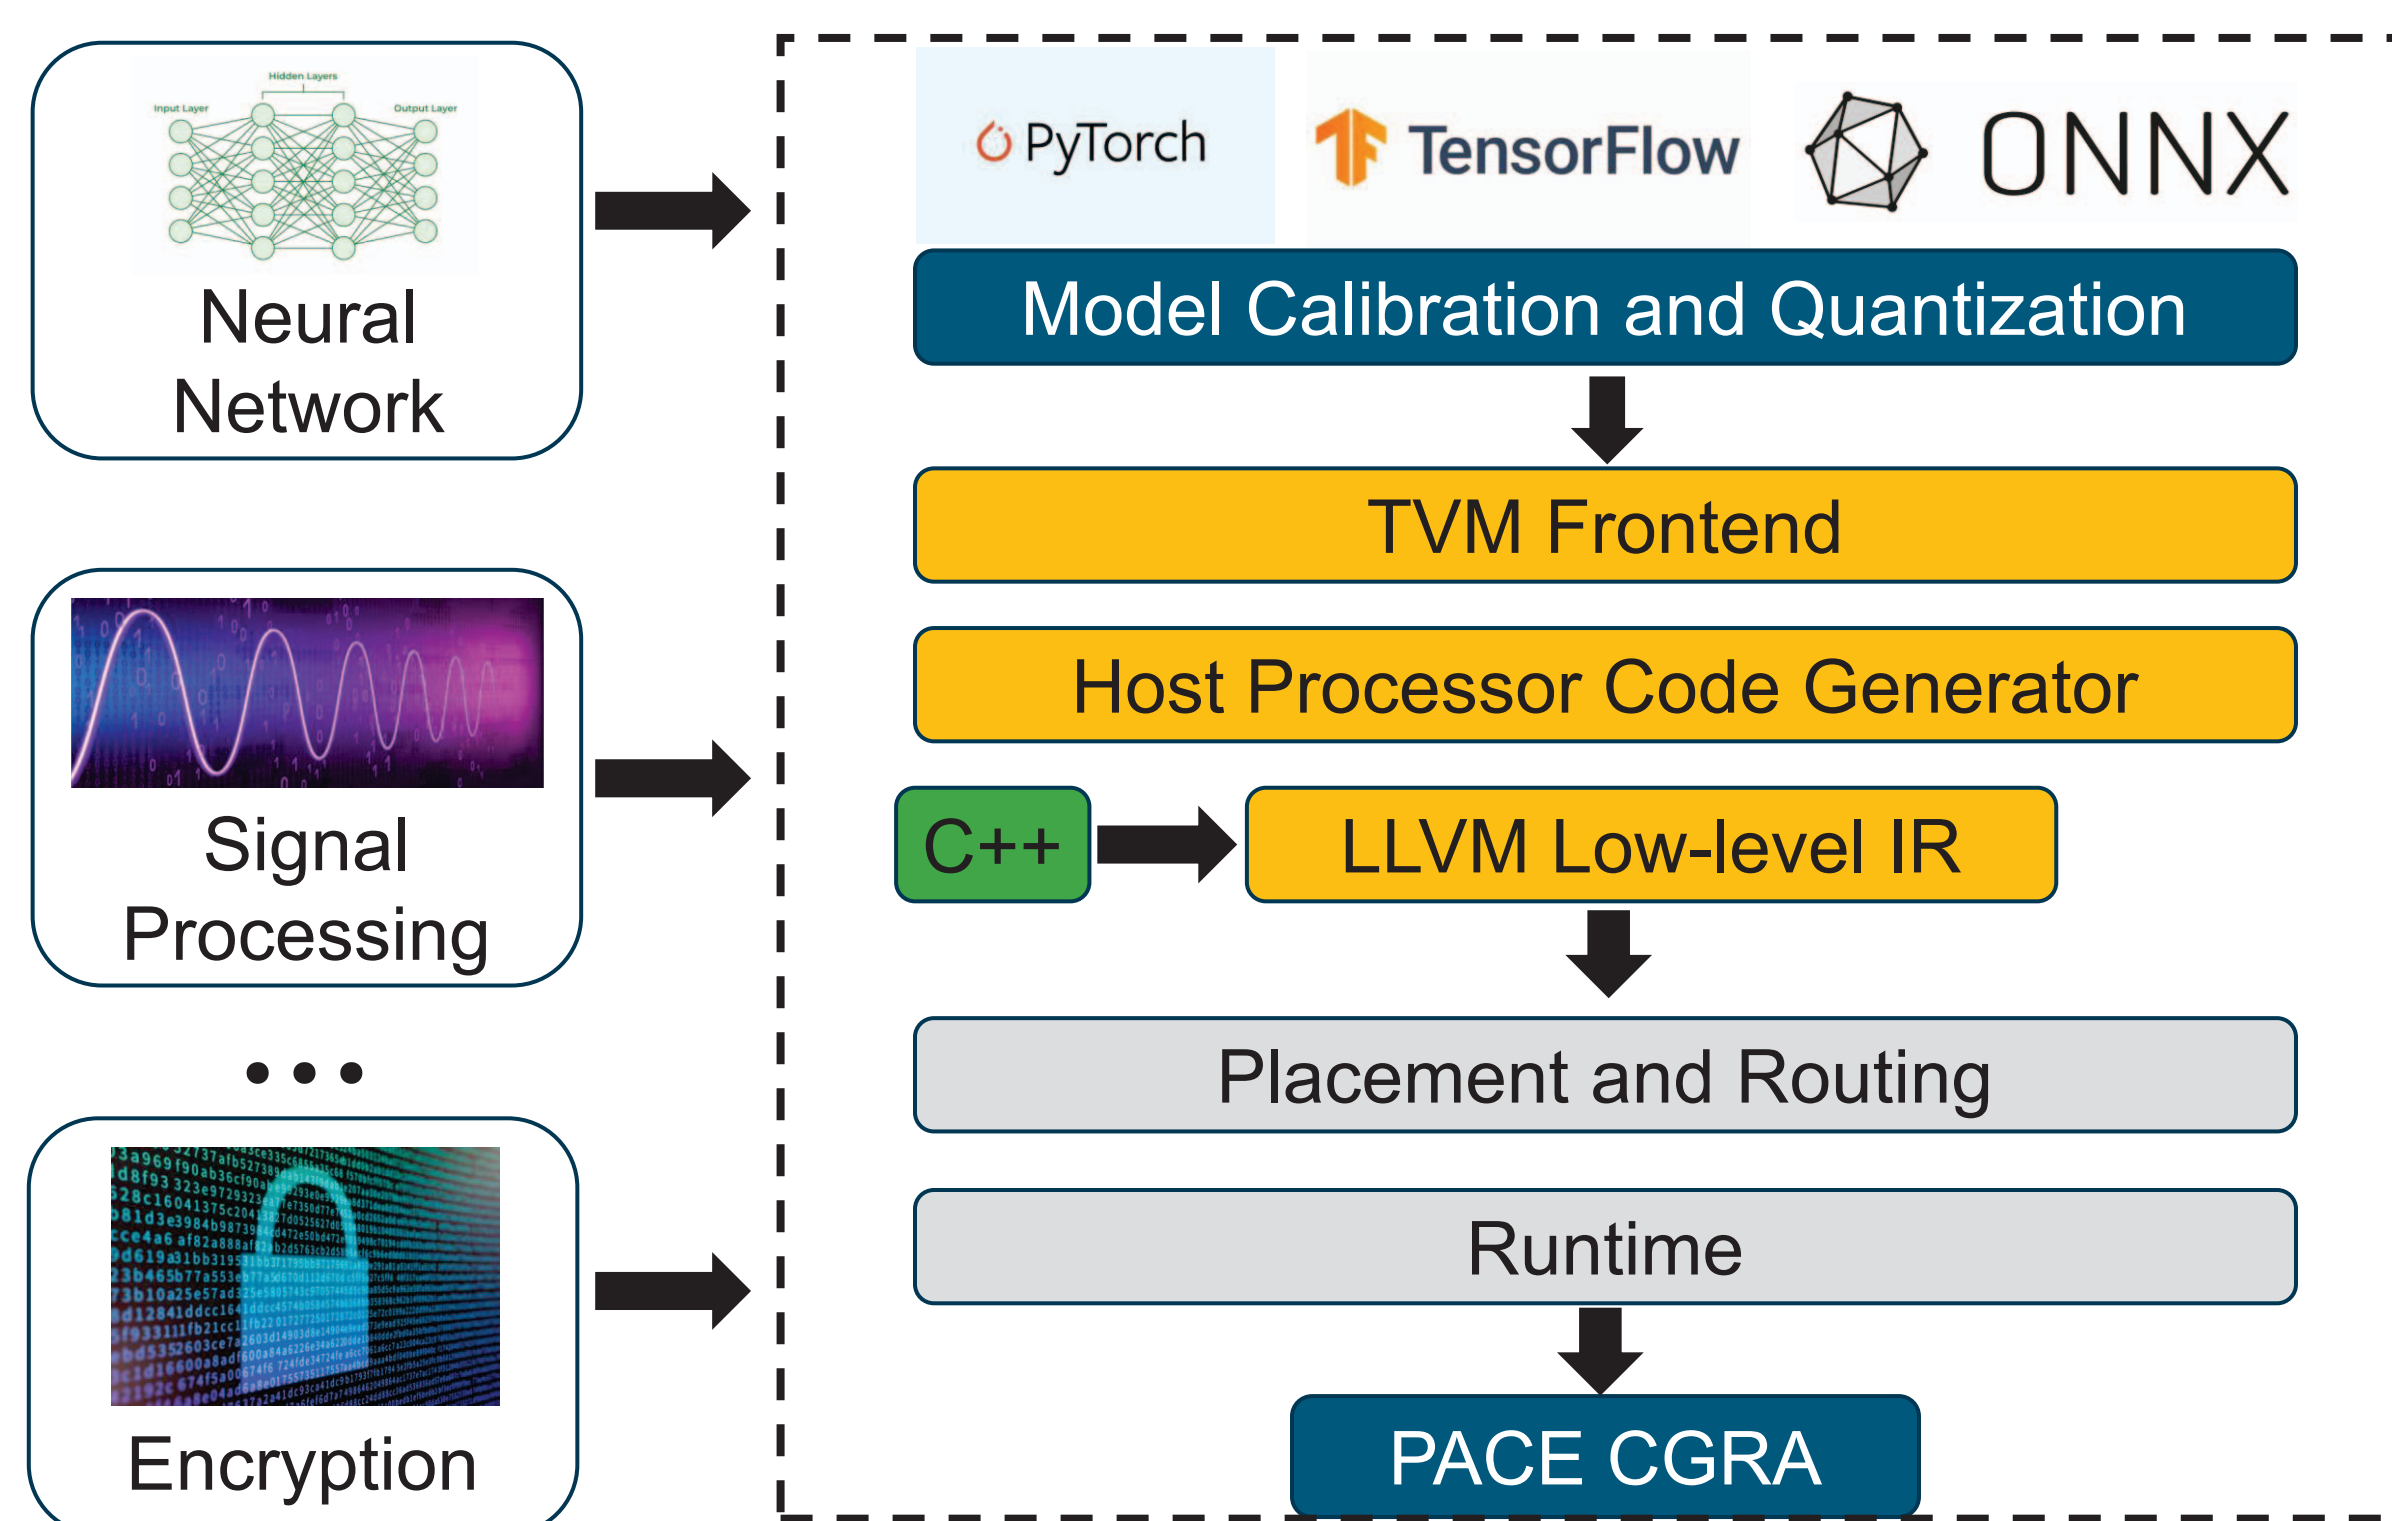 Hidden Layers
Input Layer
Output Layer
Neural
Network
Signal
Processing
• • •
Encryption
PyTorch
TensorFlow
ONNX
Model Calibration and Quantization
TVM Frontend
Host Processor Code Generator
C++
LLVM Low-level IR
Placement and Routing
Runtime
PACE CGRA